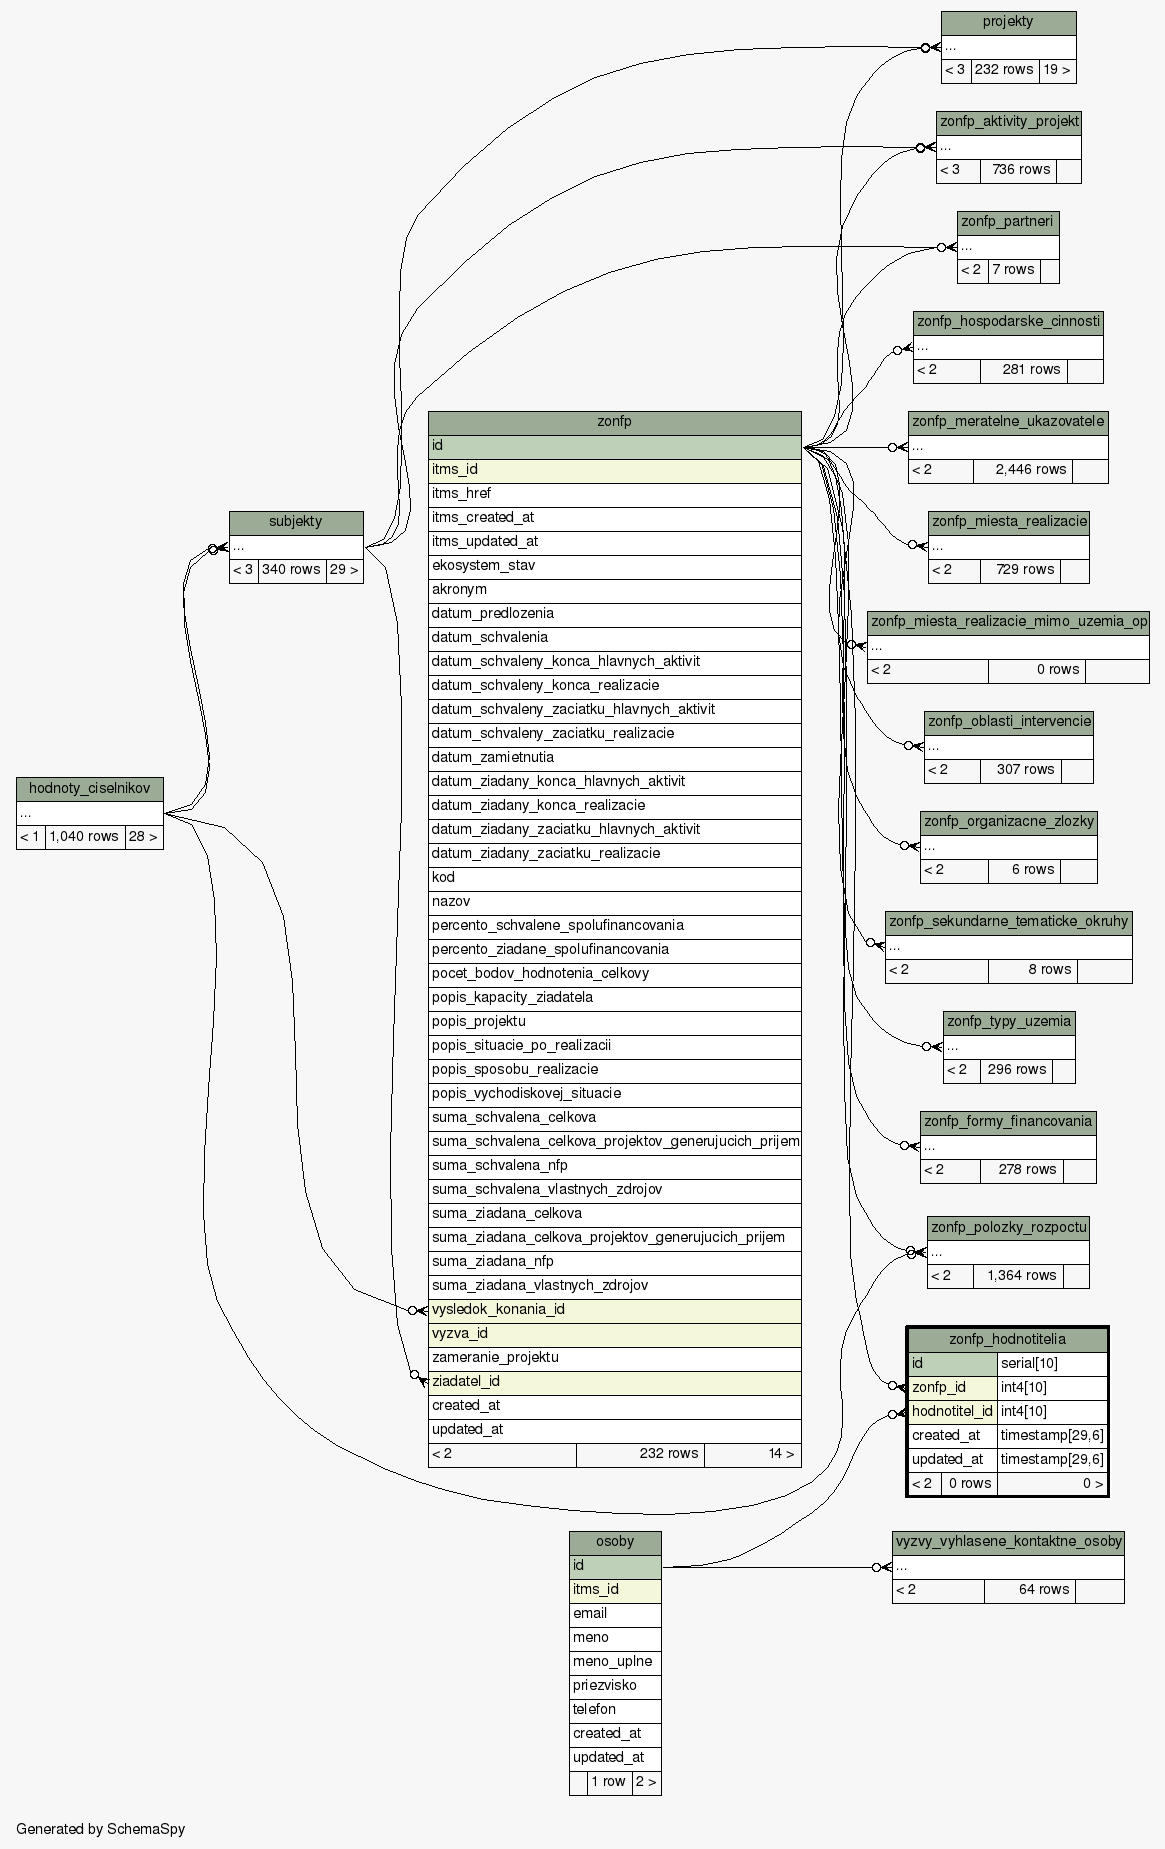 projekty
...
< 3 232 rows 19 >
zonfp_aktivity_projekt
...
< 3 736 rows
zonfp_partneri
...
< 2 7 rows
zonfp_hospodarske_cinnosti
...
< 2 281 rows
zonfp_meratelne_ukazovatele
...
< 2 2,446 rows
zonfp_miesta_realizacie
...
< 2 729 rows
zonfp_miesta_realizacie_mimo_uzemia_op
...
< 2 0 rows
zonfp_oblasti_intervencie
...
< 2 307 rows
zonfp_organizacne_zlozky
...
< 2 6 rows
zonfp_sekundarne_tematicke_okruhy
...
< 2 8 rows
zonfp_typy_uzemia
...
< 2 296 rows
zonfp_formy_financovania
...
< 2 278 rows
zonfp_polozky_rozpoctu
...
< 2 1,364 rows
zonfp_hodnotitelia
id serial[10]
zonfp_id int4[10]
hodnotitel_id int4[10]
created_at timestamp[29,6]
updated_at timestamp[29,6]
< 2 0 rows 0 >
vyzvy_vyhlasene_kontaktne_osoby
...
< 2 64 rows
zonfp
id
itms_id
itms_href
itms_created_at
itms_updated_at
ekosystem_stav
akronym
datum_predlozenia
datum_schvalenia
datum_schvaleny_konca_hlavnych_aktivit
datum_schvaleny_konca_realizacie
datum_schvaleny_zaciatku_hlavnych_aktivit
datum_schvaleny_zaciatku_realizacie
datum_zamietnutia
datum_ziadany_konca_hlavnych_aktivit
datum_ziadany_konca_realizacie
datum_ziadany_zaciatku_hlavnych_aktivit
datum_ziadany_zaciatku_realizacie
kod
nazov
percento_schvalene_spolufinancovania
percento_ziadane_spolufinancovania
pocet_bodov_hodnotenia_celkovy
popis_kapacity_ziadatela
popis_projektu
popis_situacie_po_realizacii
popis_sposobu_realizacie
popis_vychodiskovej_situacie
suma_schvalena_celkova
suma_schvalena_celkova_projektov_generujucich_prijem
suma_schvalena_nfp
suma_schvalena_vlastnych_zdrojov
suma_ziadana_celkova
suma_ziadana_celkova_projektov_generujucich_prijem
suma_ziadana_nfp
suma_ziadana_vlastnych_zdrojov
vysledok_konania_id
vyzva_id
zameranie_projektu
ziadatel_id
created_at
updated_at
< 2 232 rows 14 >
subjekty
...
< 3 340 rows 29 >
hodnoty_ciselnikov
...
< 1 1,040 rows 28 >
osoby
id
itms_id
email
meno
meno_uplne
priezvisko
telefon
created_at
updated_at
1 row 2 >
Generated by SchemaSpy